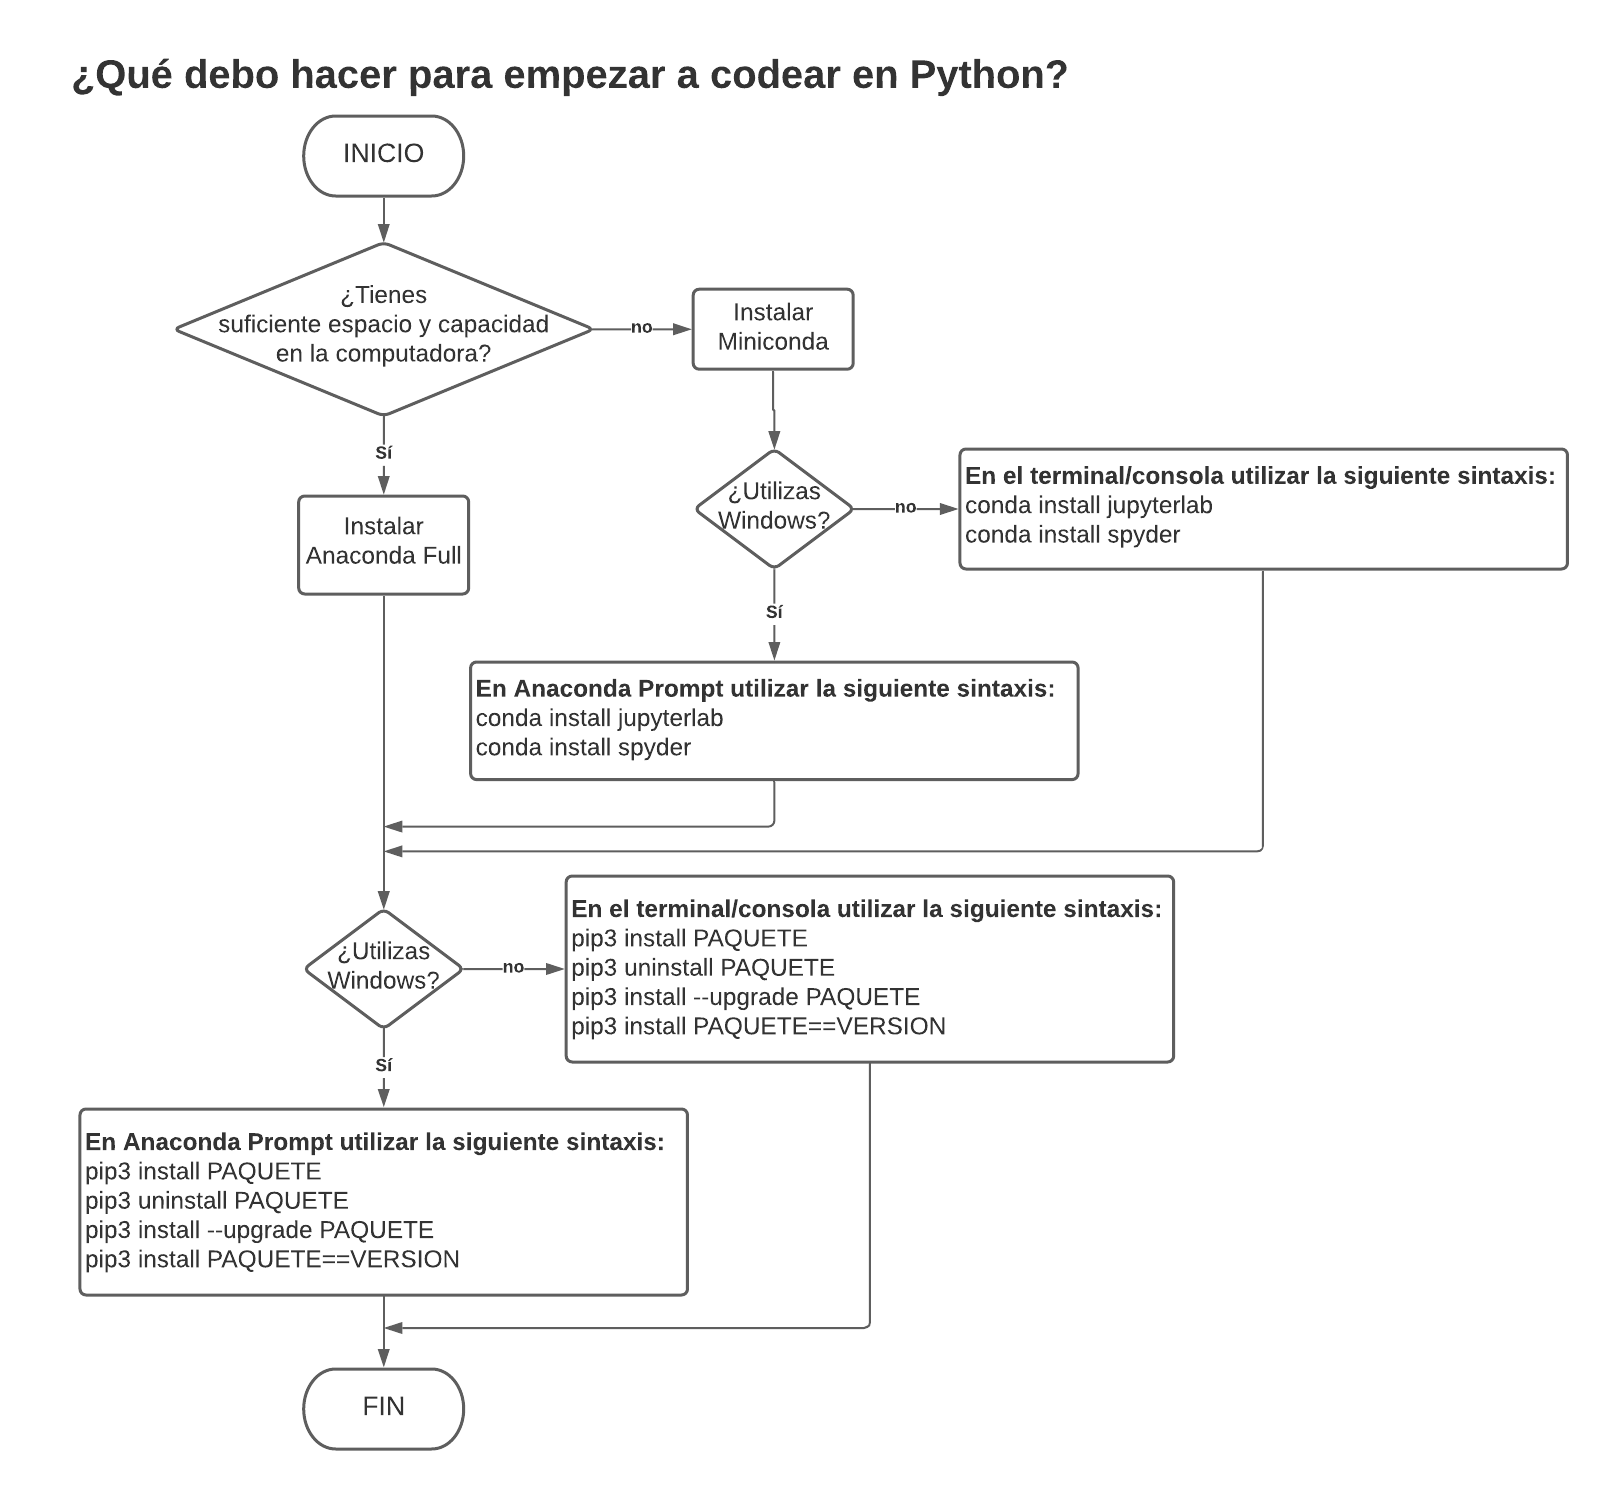 ¿Qué debo hacer para empezar a codear en Python?
INICIO
¿Tienes
suficiente espacio y capacidad
en la computadora?
no
Instalar
Miniconda
Sí
Instalar
Anaconda Full
¿Utilizas
Windows?
no
En el terminal/consola utilizar la siguiente sintaxis:
conda install jupyterlab
conda install spyder
Sí
En Anaconda Prompt utilizar la siguiente sintaxis:
conda install jupyterlab
conda install spyder
¿Utilizas
Windows?
no
En el terminal/consola utilizar la siguiente sintaxis:
pip3 install PAQUETE
pip3 uninstall PAQUETE
pip3 install --upgrade PAQUETE
pip3 install PAQUETE==VERSION
Sí
En Anaconda Prompt utilizar la siguiente sintaxis:
pip3 install PAQUETE
pip3 uninstall PAQUETE
pip3 install --upgrade PAQUETE
pip3 install PAQUETE==VERSION
FIN